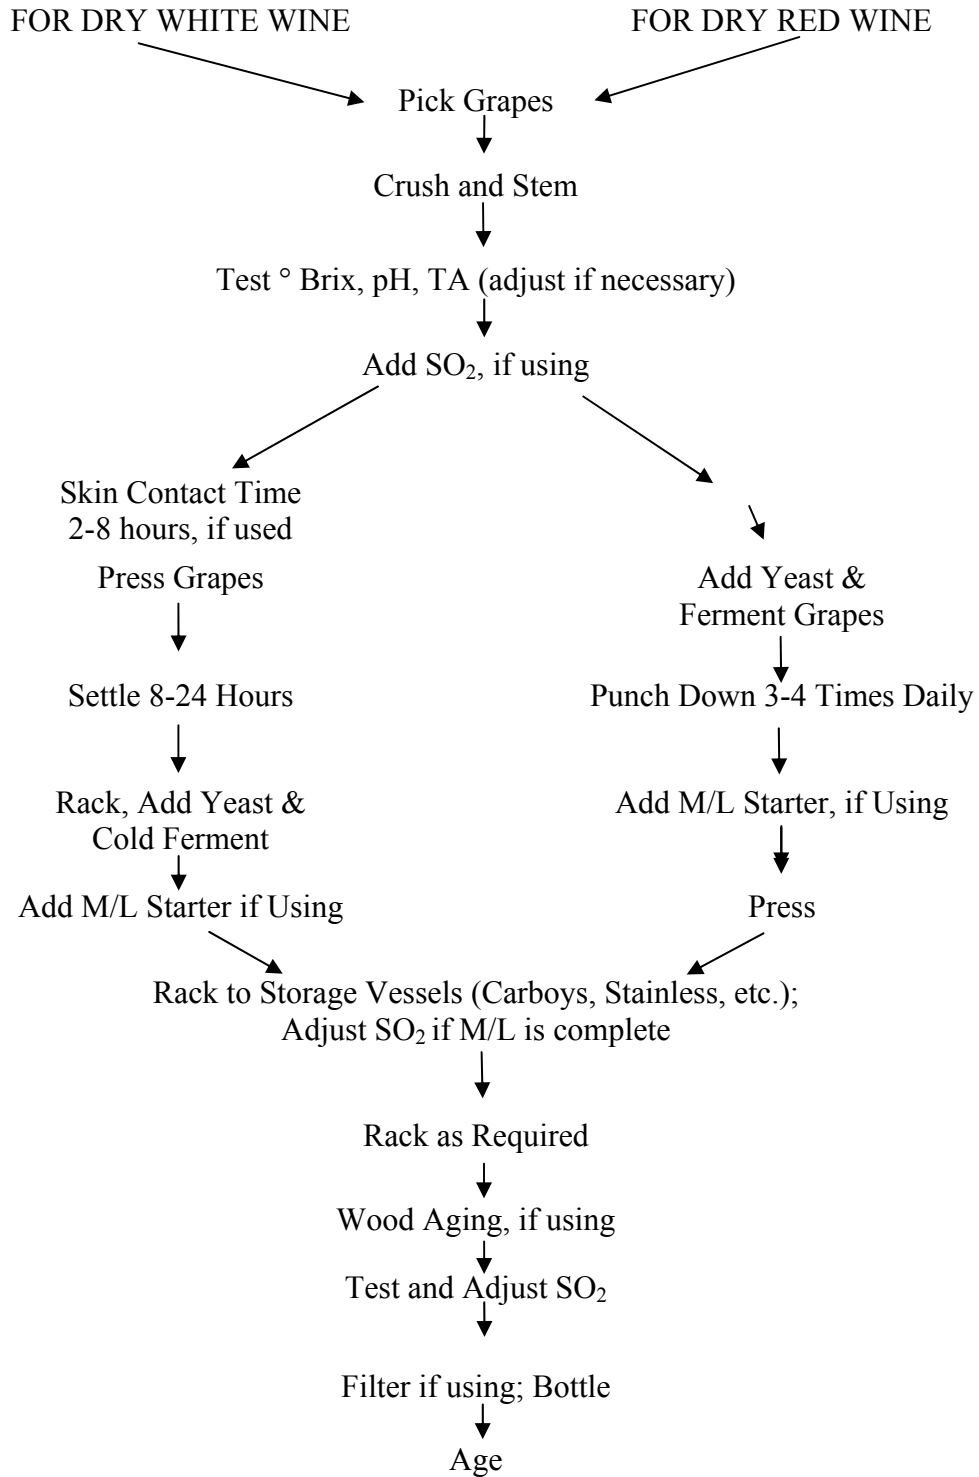 FOR DRY WHITE WINE
FOR DRY RED WINE
Pick Grapes
Crush and Stem
Test ° Brix, pH, TA (adjust if necessary)
Add SO₂, if using
Skin Contact Time
2-8 hours, if used
Press Grapes
Settle 8-24 Hours
Rack, Add Yeast &
Cold Ferment
Add M/L Starter if Using
Add Yeast &
Ferment Grapes
Punch Down 3-4 Times Daily
Add M/L Starter, if Using
Press
Rack to Storage Vessels (Carboys, Stainless, etc.);
Adjust SO₂ if M/L is complete
Rack as Required
Wood Aging, if using
Test and Adjust SO₂
Filter if using; Bottle
Age